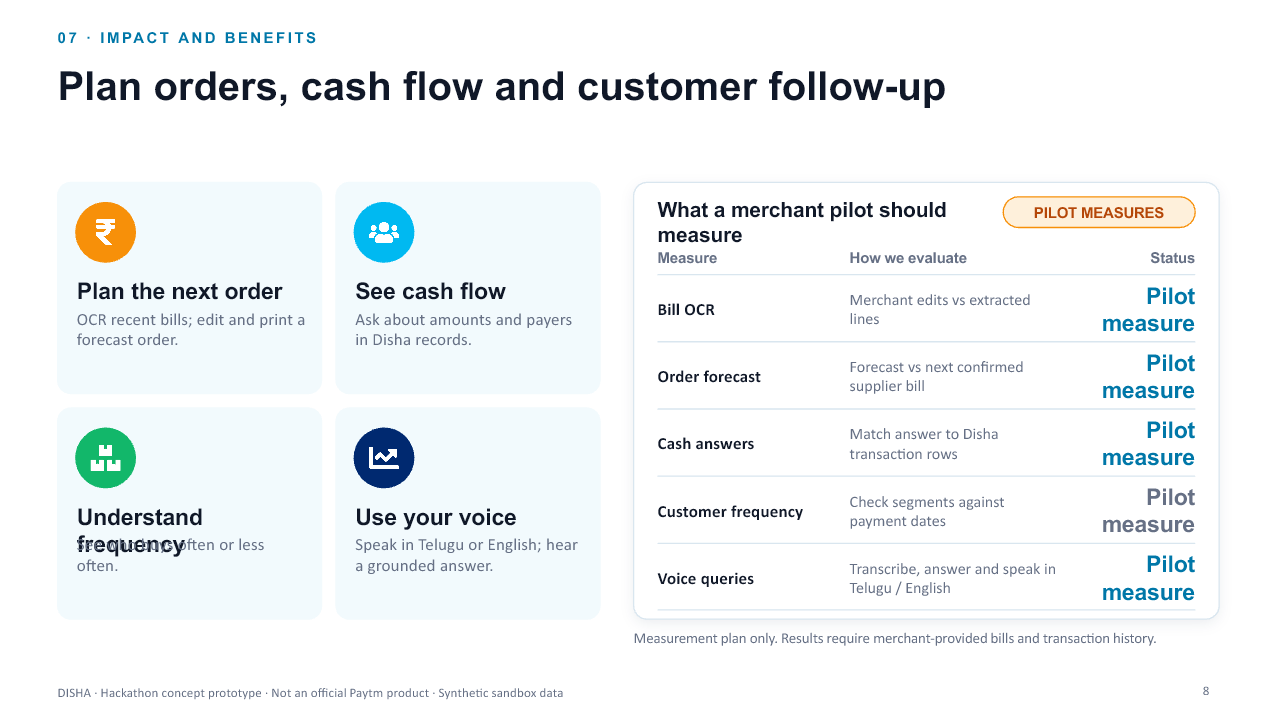 07 · IMPACT AND BENEFITS
Plan orders, cash flow and customer follow-up
Plan the next order
OCR recent bills; edit and print a
forecast order.
See cash flow
Ask about amounts and payers
in Disha records.
Understand
frequency
See who buys often or less
often.
Use your voice
Speak in Telugu or English; hear
a grounded answer.
What a merchant pilot should
measure
PILOT MEASURES
Measure How we evaluate Status
Bill OCR
Merchant edits vs extracted
lines
Pilot
measure
Order forecast
Forecast vs next confirmed
supplier bill
Pilot
measure
Cash answers
Match answer to Disha
transaction rows
Pilot
measure
Customer frequency
Check segments against
payment dates
Pilot
measure
Voice queries
Transcribe, answer and speak in
Telugu / English
Pilot
measure
Measurement plan only. Results require merchant-provided bills and transaction history.
DISHA · Hackathon concept prototype · Not an official Paytm product · Synthetic sandbox data
8